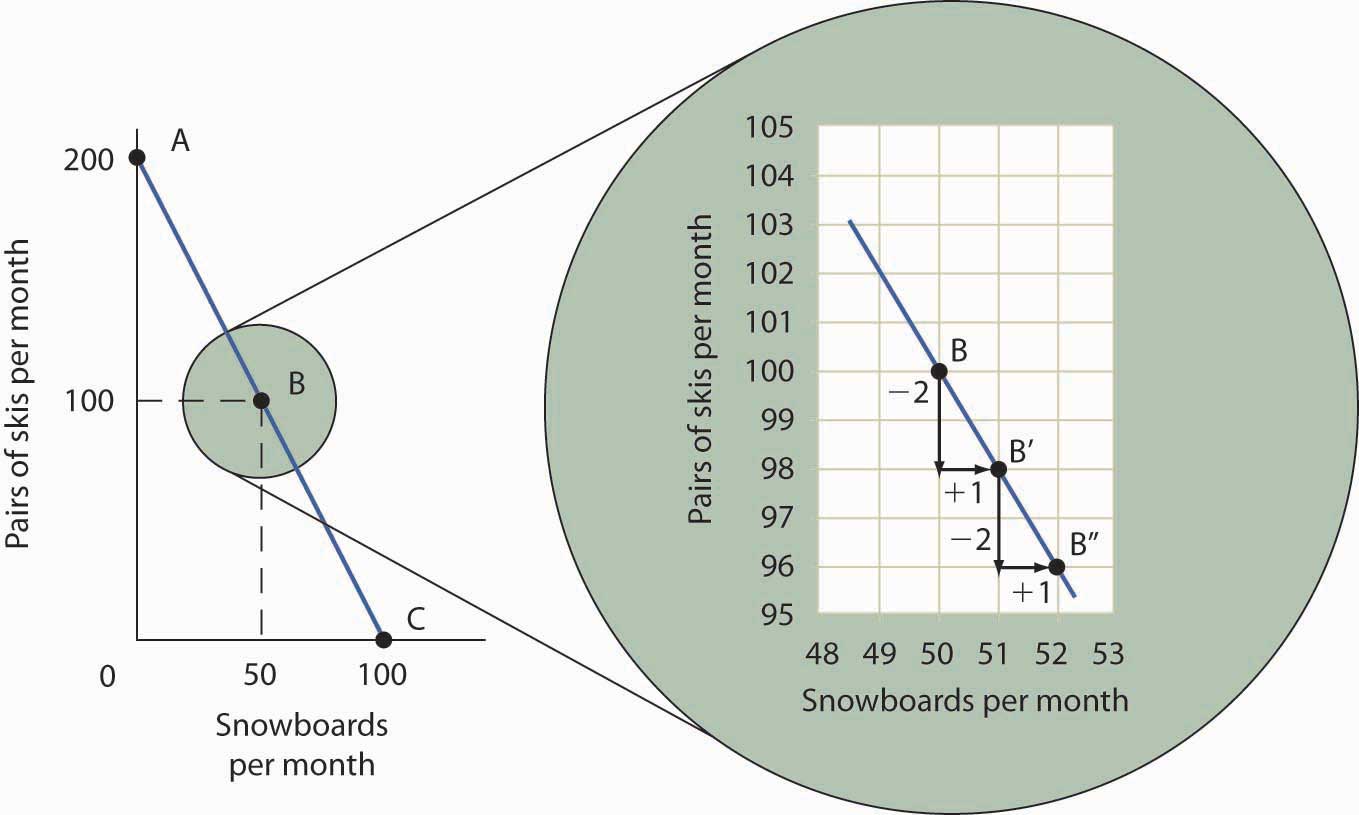 A
200
B
100
C
0
50
100
Pairs of skis per month
Snowboards
per month
105
104
103
102
101
100
99
98
97
96
95
B
−2
B′
+1
−2
B″
+1
48 49 50 51 52 53
Pairs of skis per month
Snowboards per month